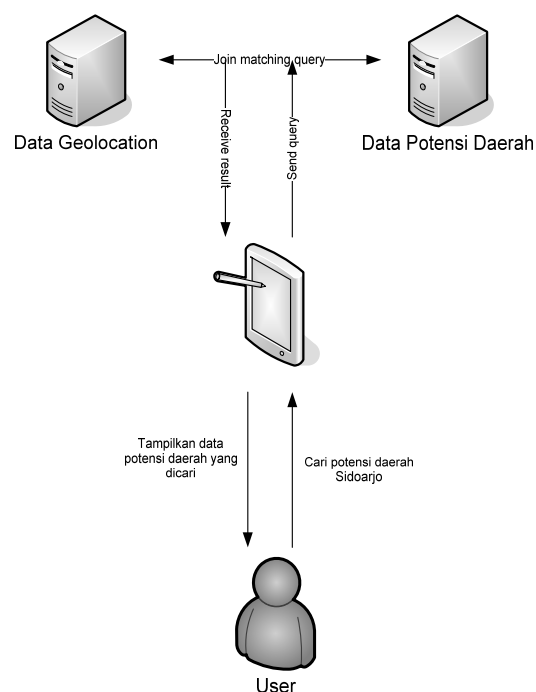 Join matching query
Data Geolocation
Data Potensi Daerah
Receive result
Send query
Tampilkan data
potensi daerah yang
dicari
Cari potensi daerah
Sidoarjo
User